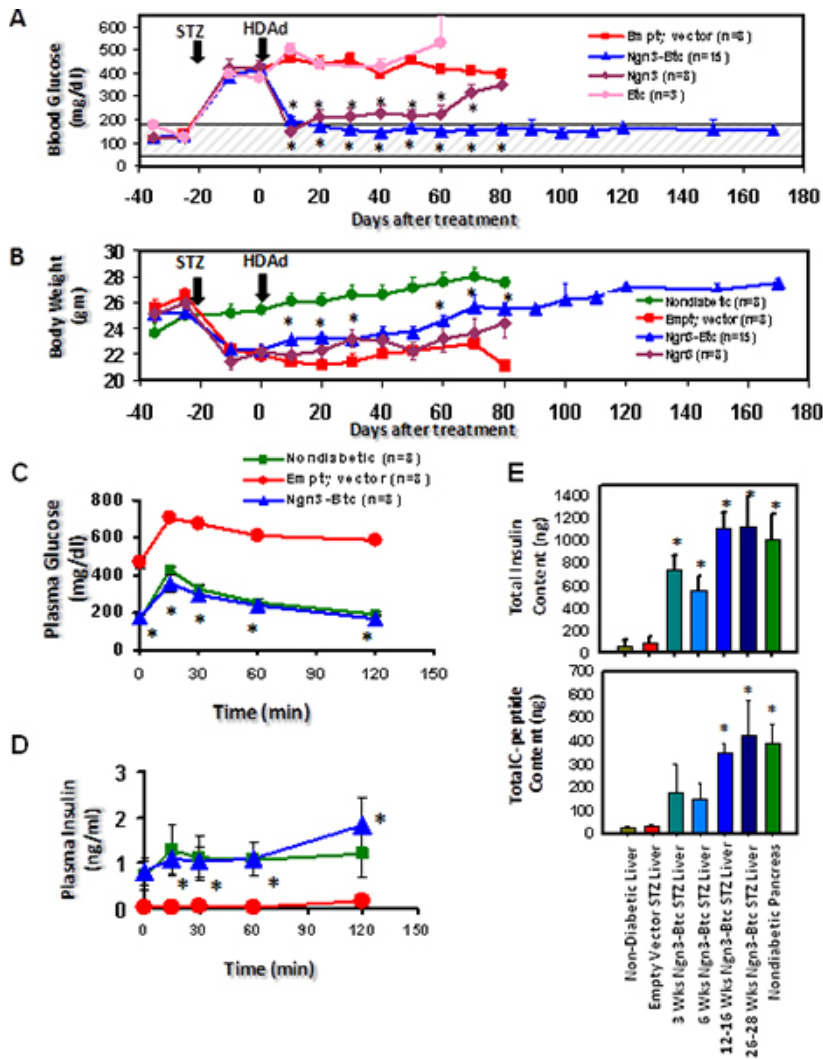 A
STZ
HDAd
Empty vector (n=8)
Ngn3-Btc (n=15)
Ngn3 (n=8)
Btc (n=3)
Blood Glucose
(mg/dl)
600
500
400
300
200
100
0
* * * * * * *
* * * * * * * *
-40 -20 0 20 40 60 80 100 120 140 160 180
Days after treatment
B
STZ
HDAd
Nondiabetic (n=8)
Empty vector (n=8)
Ngn3-Btc (n=15)
Ngn3 (n=8)
Body Weight
(gm)
30
28
26
24
22
20
* * * * * *
-40 -20 0 20 40 60 80 100 120 140 160 180
Days after treatment
C
Nondiabetic (n=8)
Empty vector (n=8)
Ngn3-Btc (n=8)
Plasma Glucose
(mg/dl)
800
600
400
200
0
* * * * *
0 30 60 90 120 150
Time (min)
D
Plasma Insulin
(ng/ml)
3
2
1
0
* * * *
0 30 60 90 120 150
Time (min)
E
Total Insulin
Content (ng)
1400
1200
1000
800
600
400
200
0
* * * * *
Total C-peptide
Content (ng)
700
600
500
400
300
200
100
0
* * *
Non-Diabetic Liver
Empty Vector STZ Liver
3 Wks Ngn3-Btc STZ Liver
6 Wks Ngn3-Btc STZ Liver
12-16 Wks Ngn3-Btc STZ Liver
26-28 Wks Ngn3-Btc STZ Liver
Nondiabetic Pancreas